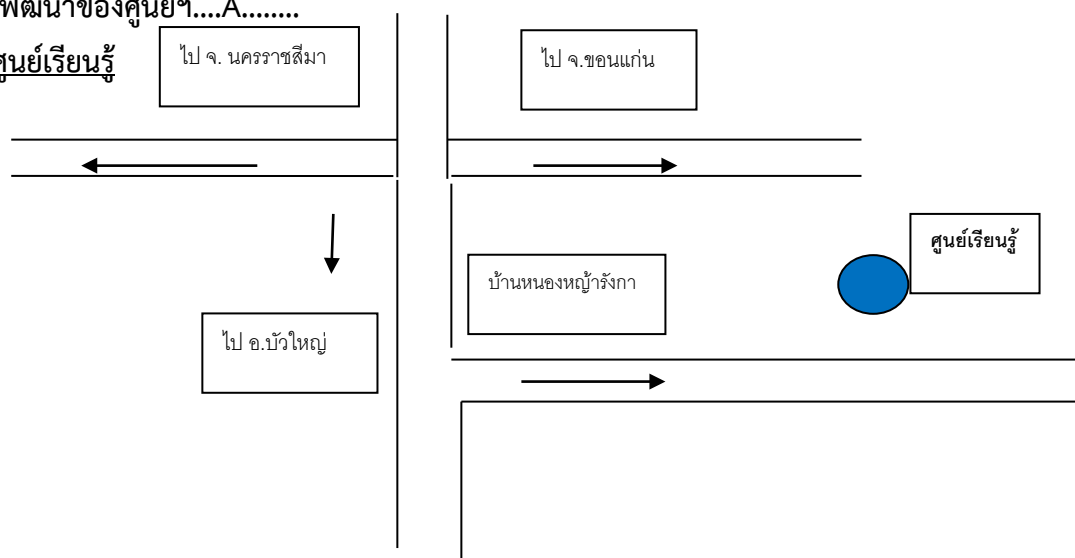 พัฒนาของศูนย์ฯ....A........
ศูนย์เรียนรู้
ไป จ. นครราชสีมา
ไป จ.ขอนแก่น
ศูนย์เรียนรู้
บ้านหนองหญ้ารังกา
ไป อ.บัวใหญ่